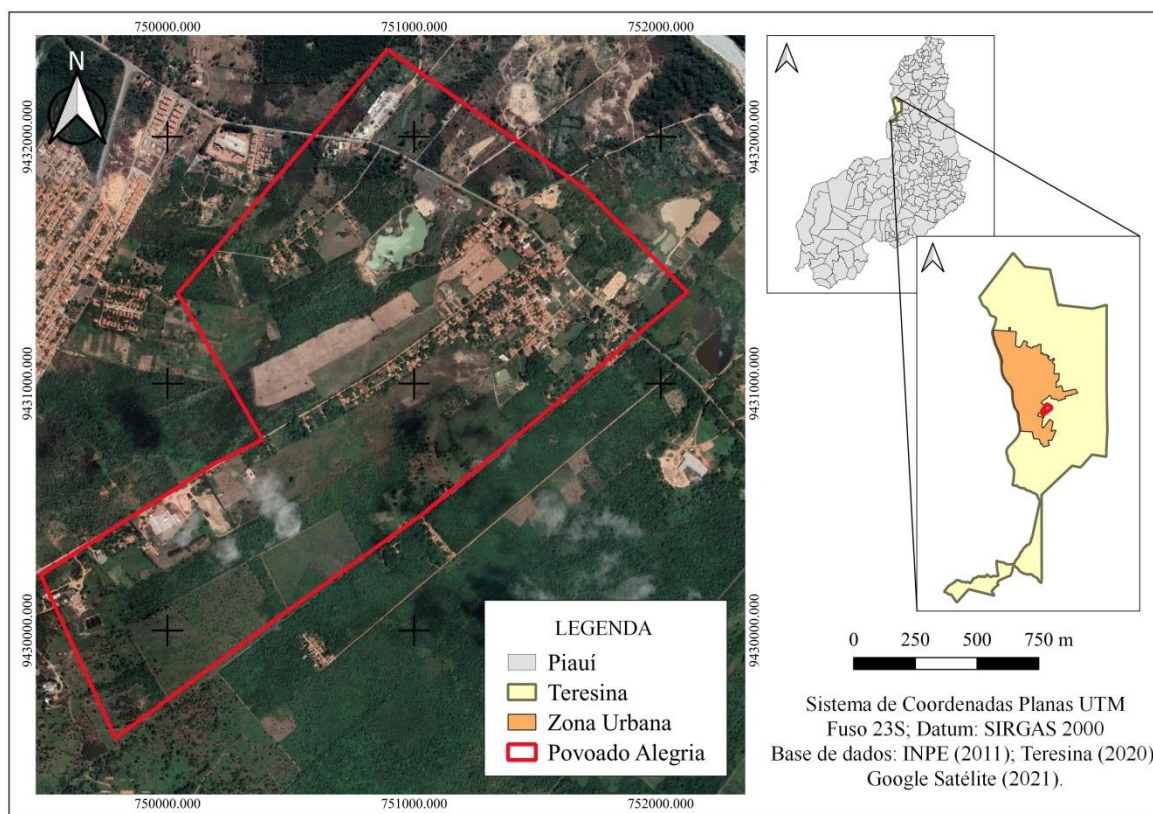 750000.000
751000.000
752000.000
N
9432000.000
9432000.000
9431000.000
9431000.000
9430000.000
9430000.000
LEGENDA
Piauí
Teresina
Zona Urbana
Povoado Alegria
750000.000
751000.000
752000.000
0 250 500 750 m
Sistema de Coordenadas Planas UTM
Fuso 23S; Datum: SIRGAS 2000
Base de dados: INPE (2011); Teresina (2020)
Google Satélite (2021).